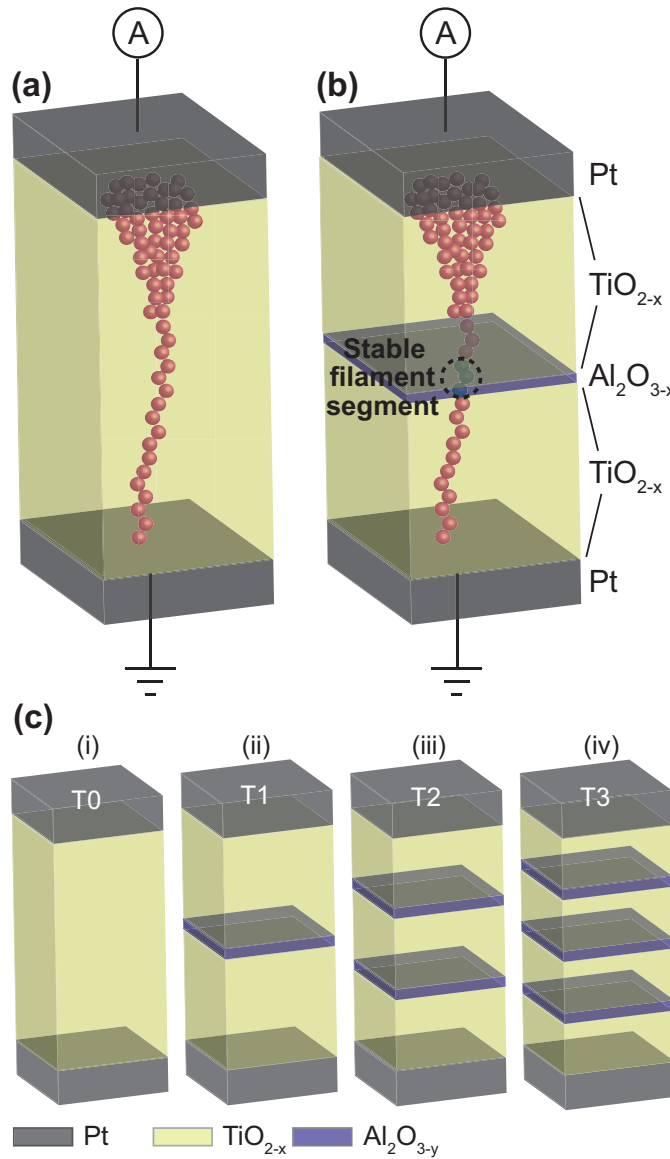 A
A
(a)
(b)
Pt
TiO2-x
Stable
filament
segment
Al2O3-x
TiO2-x
Pt
(c)
(i)
(ii)
(iii)
(iv)
T0
T1
T2
T3
Pt
TiO2-x
Al2O3-y